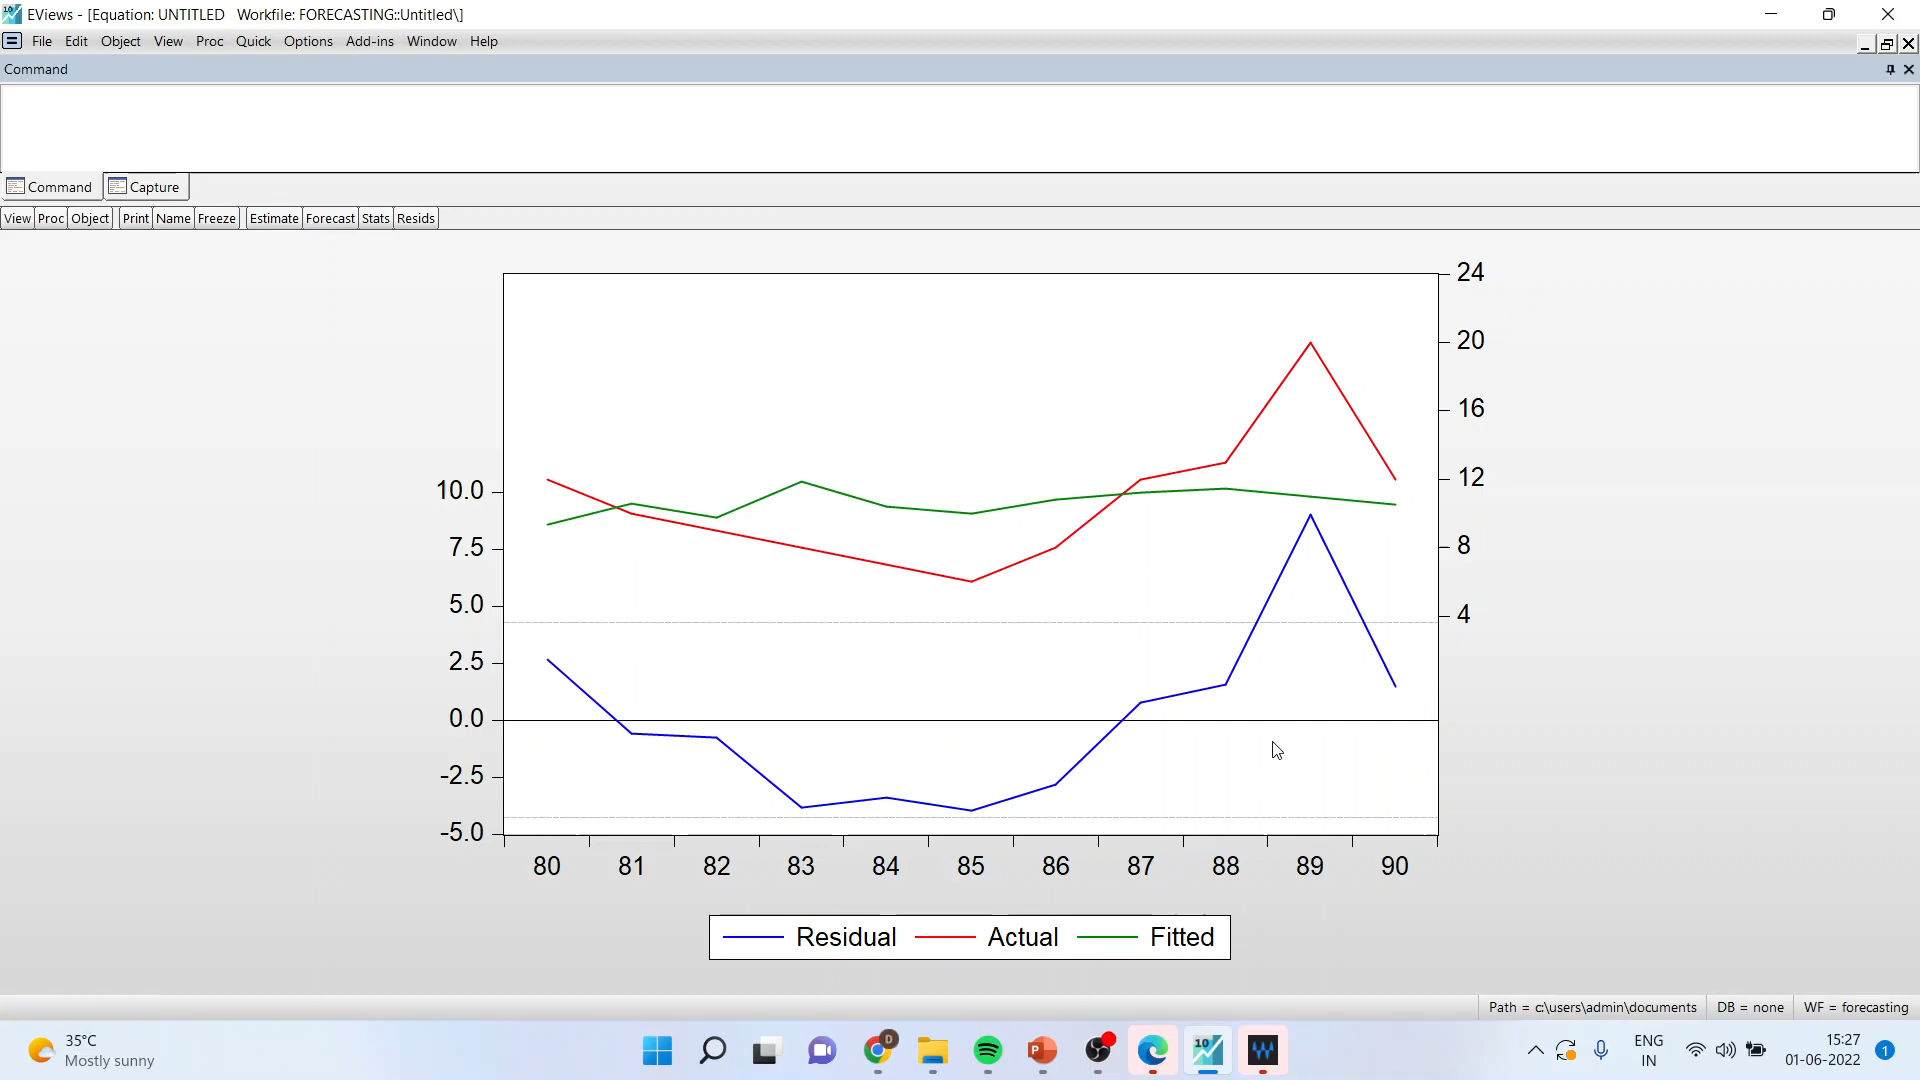 EViews - [Equation: UNTITLED   Workfile: FORECASTING::Untitled\]
File Edit Object View Proc Quick Options Add-ins Window Help
Command
Command Capture
View Proc Object Print Name Freeze Estimate Forecast Stats Resids
24
20
16
12
8
4
10.0
7.5
5.0
2.5
0.0
-2.5
-5.0
80 81 82 83 84 85 86 87 88 89 90
Residual Actual Fitted
Path = c:\users\admin\documents DB = none WF = forecasting
35°C
Mostly sunny
ENG
IN
15:27
01-06-2022
1